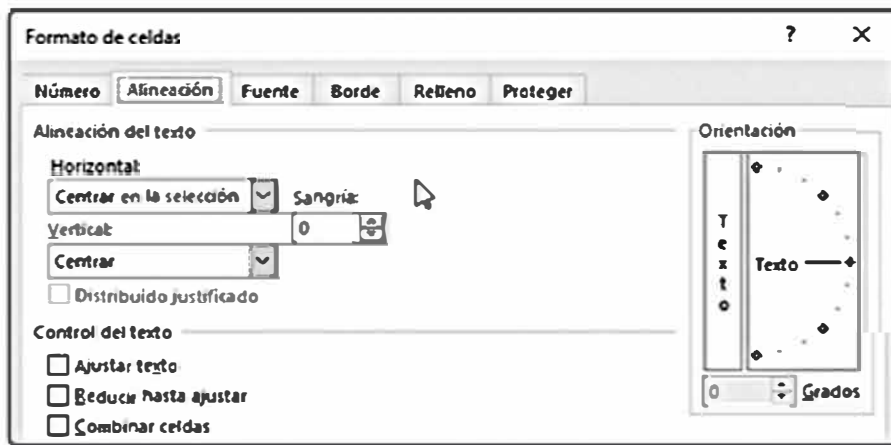 Formato de celdas ? ×
Número Alineación Fuente Borde Relleno Proteger
Alineación del texto
Horizontal:
Centrar en la selección
Sangría:
Vertical:
0
Centrar
Distribuido justificado
Control del texto
Ajustar texto
Reducir hasta ajustar
Combinar celdas
Orientación
Texto
Texto
0 Grados